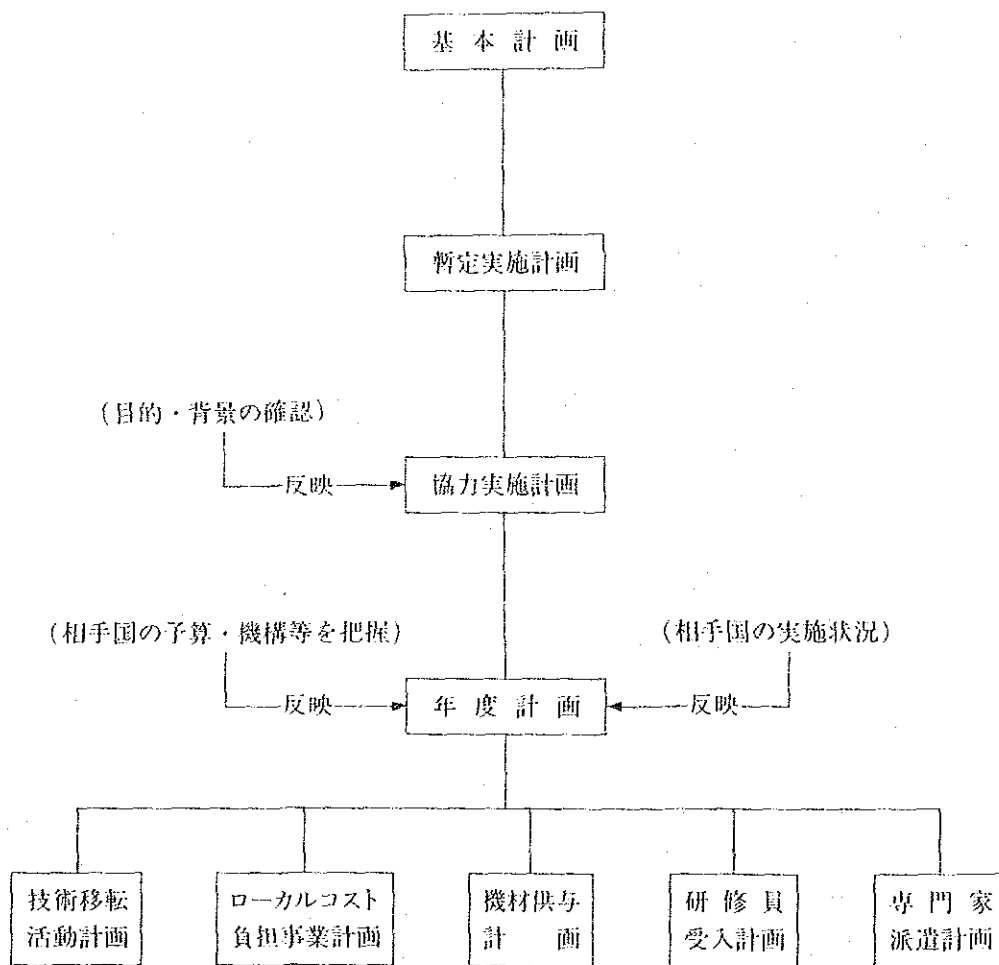 基本計画
暫定実施計画
(目的・背景の確認)
反映
協力実施計画
(相手国の予算・機構等を把握)
(相手国の実施状況)
反映
年度計画
反映
技術移転
活動計画
ローカルコスト
負担事業計画
機材供与
計画
研修員
受入計画
専門家
派遣計画